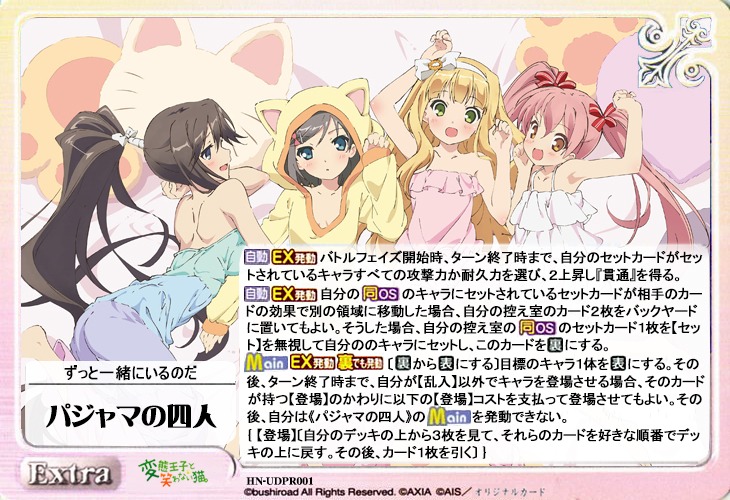 自動 EX発動 バトルフェイズ開始時、ターン終了時まで、自分のセットカードがセッ
トされているキャラすべての攻撃力か耐久力を選び、2上昇し『貫通』を得る。
自動 EX発動 自分の 同OS のキャラにセットされているセットカードが相手のカー
ドの効果で別の領域に移動した場合、自分の控え室のカード2枚をバックヤード
に置いてもよい。そうした場合、自分の控え室の 同OS のセットカード1枚を【セット】
を無視して自分ののキャラにセットし、このカードを裏にする。
Main EX発動 裏でも発動 〔裏から表にする〕目標のキャラ1体を表にする。その
後、ターン終了時まで、自分が【乱入】以外でキャラを登場させる場合、そのカード
が持つ【登場】のかわりに以下の【登場】コストを支払って登場させてもよい。その
後、自分は《パジャマの四人》の Main を発動できない。
{【登場】〔自分のデッキの上から3枚を見て、それらのカードを好きな順番でデッ
キの上に戻す。その後、カード1枚を引く〕}
ずっと一緒にいるのだ
パジャマの四人
Extra
変態王子と
笑わない猫。
HN-UDPR001
©bushiroad All Rights Reserved. ©AXIA ©AIS／オリジナルカード